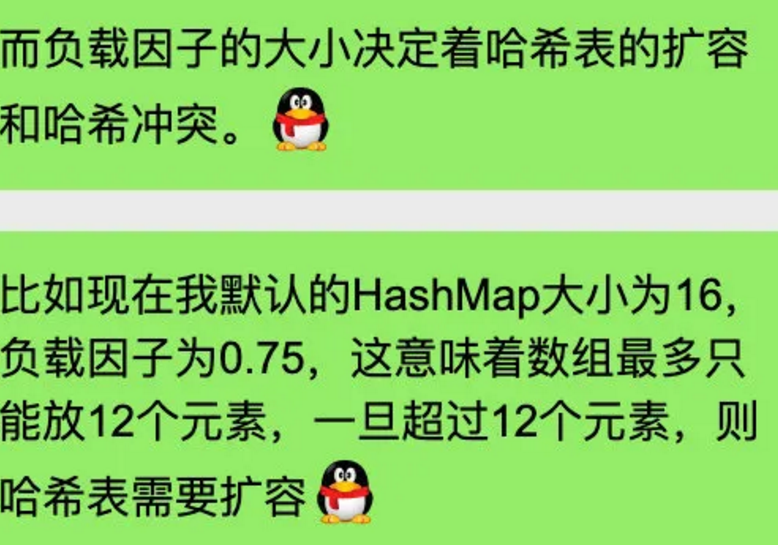 而负载因子的大小决定着哈希表的扩容
和哈希冲突。
比如现在我默认的HashMap大小为16，
负载因子为0.75，这意味着数组最多只
能放12个元素，一旦超过12个元素，则
哈希表需要扩容